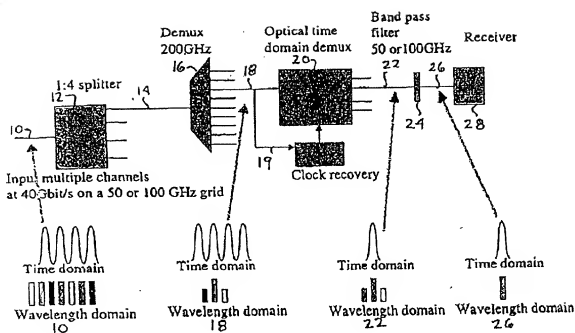 Demux
200GHz
16
Optical time
domain demux
20
Band pass
filter
50 or 100GHz
22
26
Receiver
1:4 splitter
12
14
18
10
24
28
19
Clock recovery
Input multiple channels
at 40Gbit/s on a 50 or 100 GHz grid
Time domain
Time domain
Time domain
Time domain
Wavelength domain
10
Wavelength domain
18
Wavelength domain
22
Wavelength domain
26